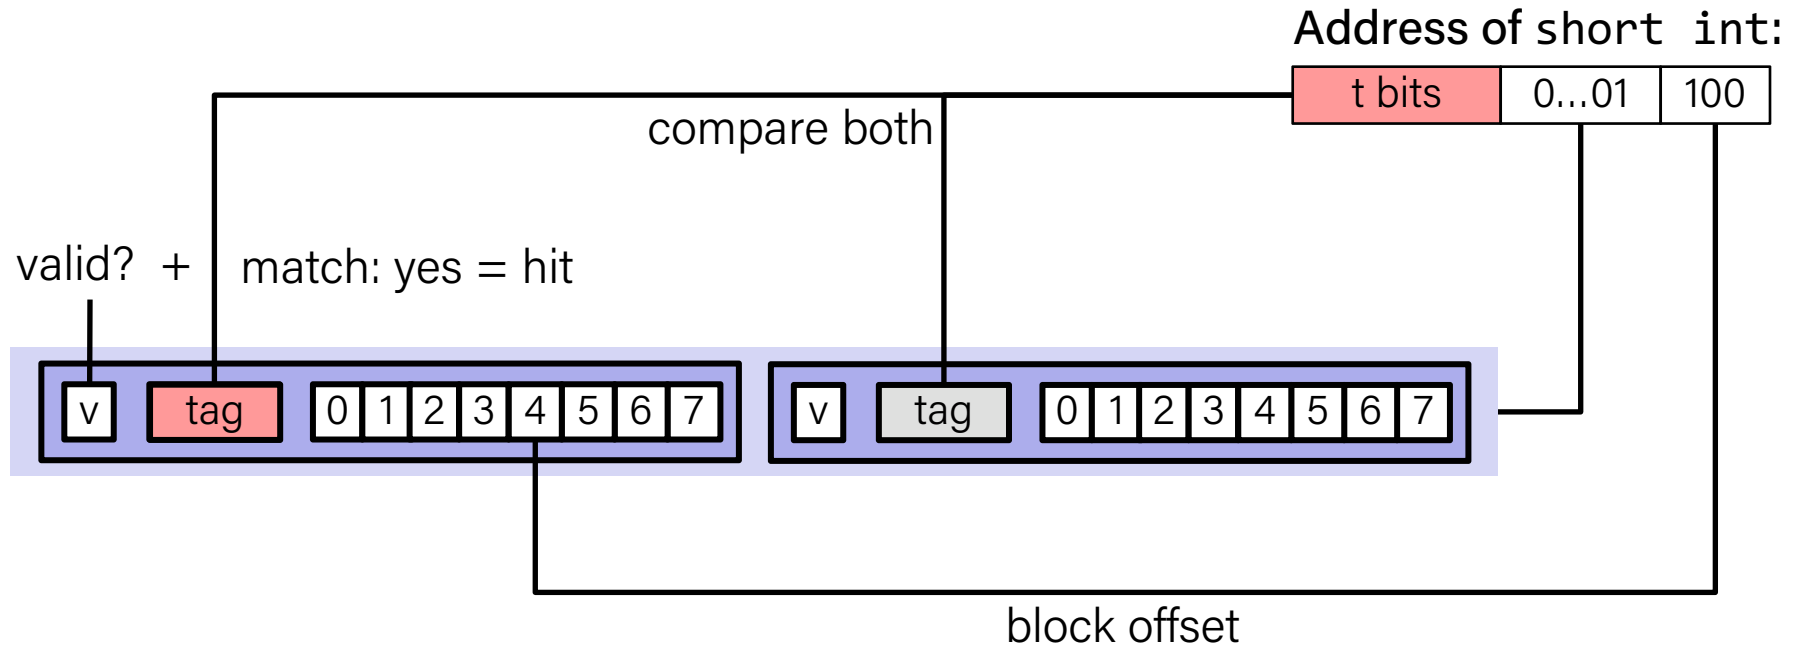 Address of short int:
t bits 0...01 100
compare both
valid? + match: yes = hit
v tag 0 1 2 3 4 5 6 7 v tag 0 1 2 3 4 5 6 7
block offset